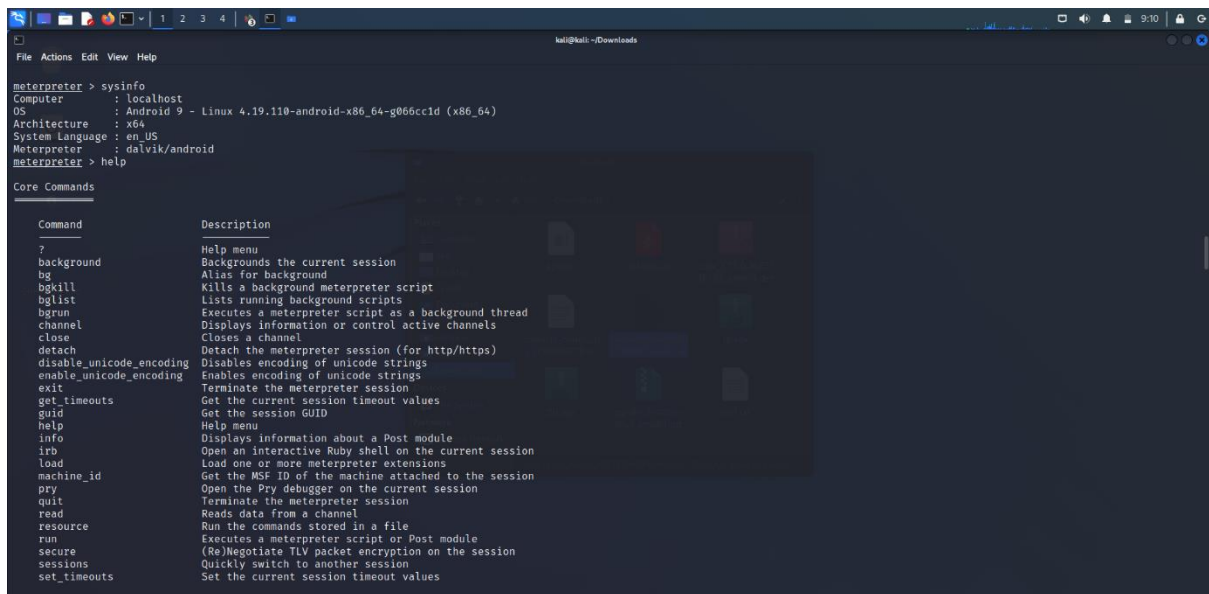 1 2 3 4 9:10
kali@kali: ~/Downloads
File Actions Edit View Help
meterpreter > sysinfo
Computer : localhost
OS : Android 9 - Linux 4.19.110-android-x86_64-g066cc1d (x86_64)
Architecture : x64
System Language : en_US
Meterpreter : dalvik/android
meterpreter > help
Core Commands
Command Description
? Help menu
background Backgrounds the current session
bg Alias for background
bgkill Kills a background meterpreter script
bglist Lists running background scripts
bgrun Executes a meterpreter script as a background thread
channel Displays information or control active channels
close Closes a channel
detach Detach the meterpreter session (for http/https)
disable_unicode_encoding Disables encoding of unicode strings
enable_unicode_encoding Enables encoding of unicode strings
exit Terminate the meterpreter session
get_timeouts Get the current session timeout values
guid Get the session GUID
help Help menu
info Displays information about a Post module
irb Open an interactive Ruby shell on the current session
load Load one or more meterpreter extensions
machine_id Get the MSF ID of the machine attached to the session
pry Open the Pry debugger on the current session
quit Terminate the meterpreter session
read Reads data from a channel
resource Run the commands stored in a file
run Executes a meterpreter script or Post module
secure (Re)Negotiate TLV packet encryption on the session
sessions Quickly switch to another session
set_timeouts Set the current session timeout values